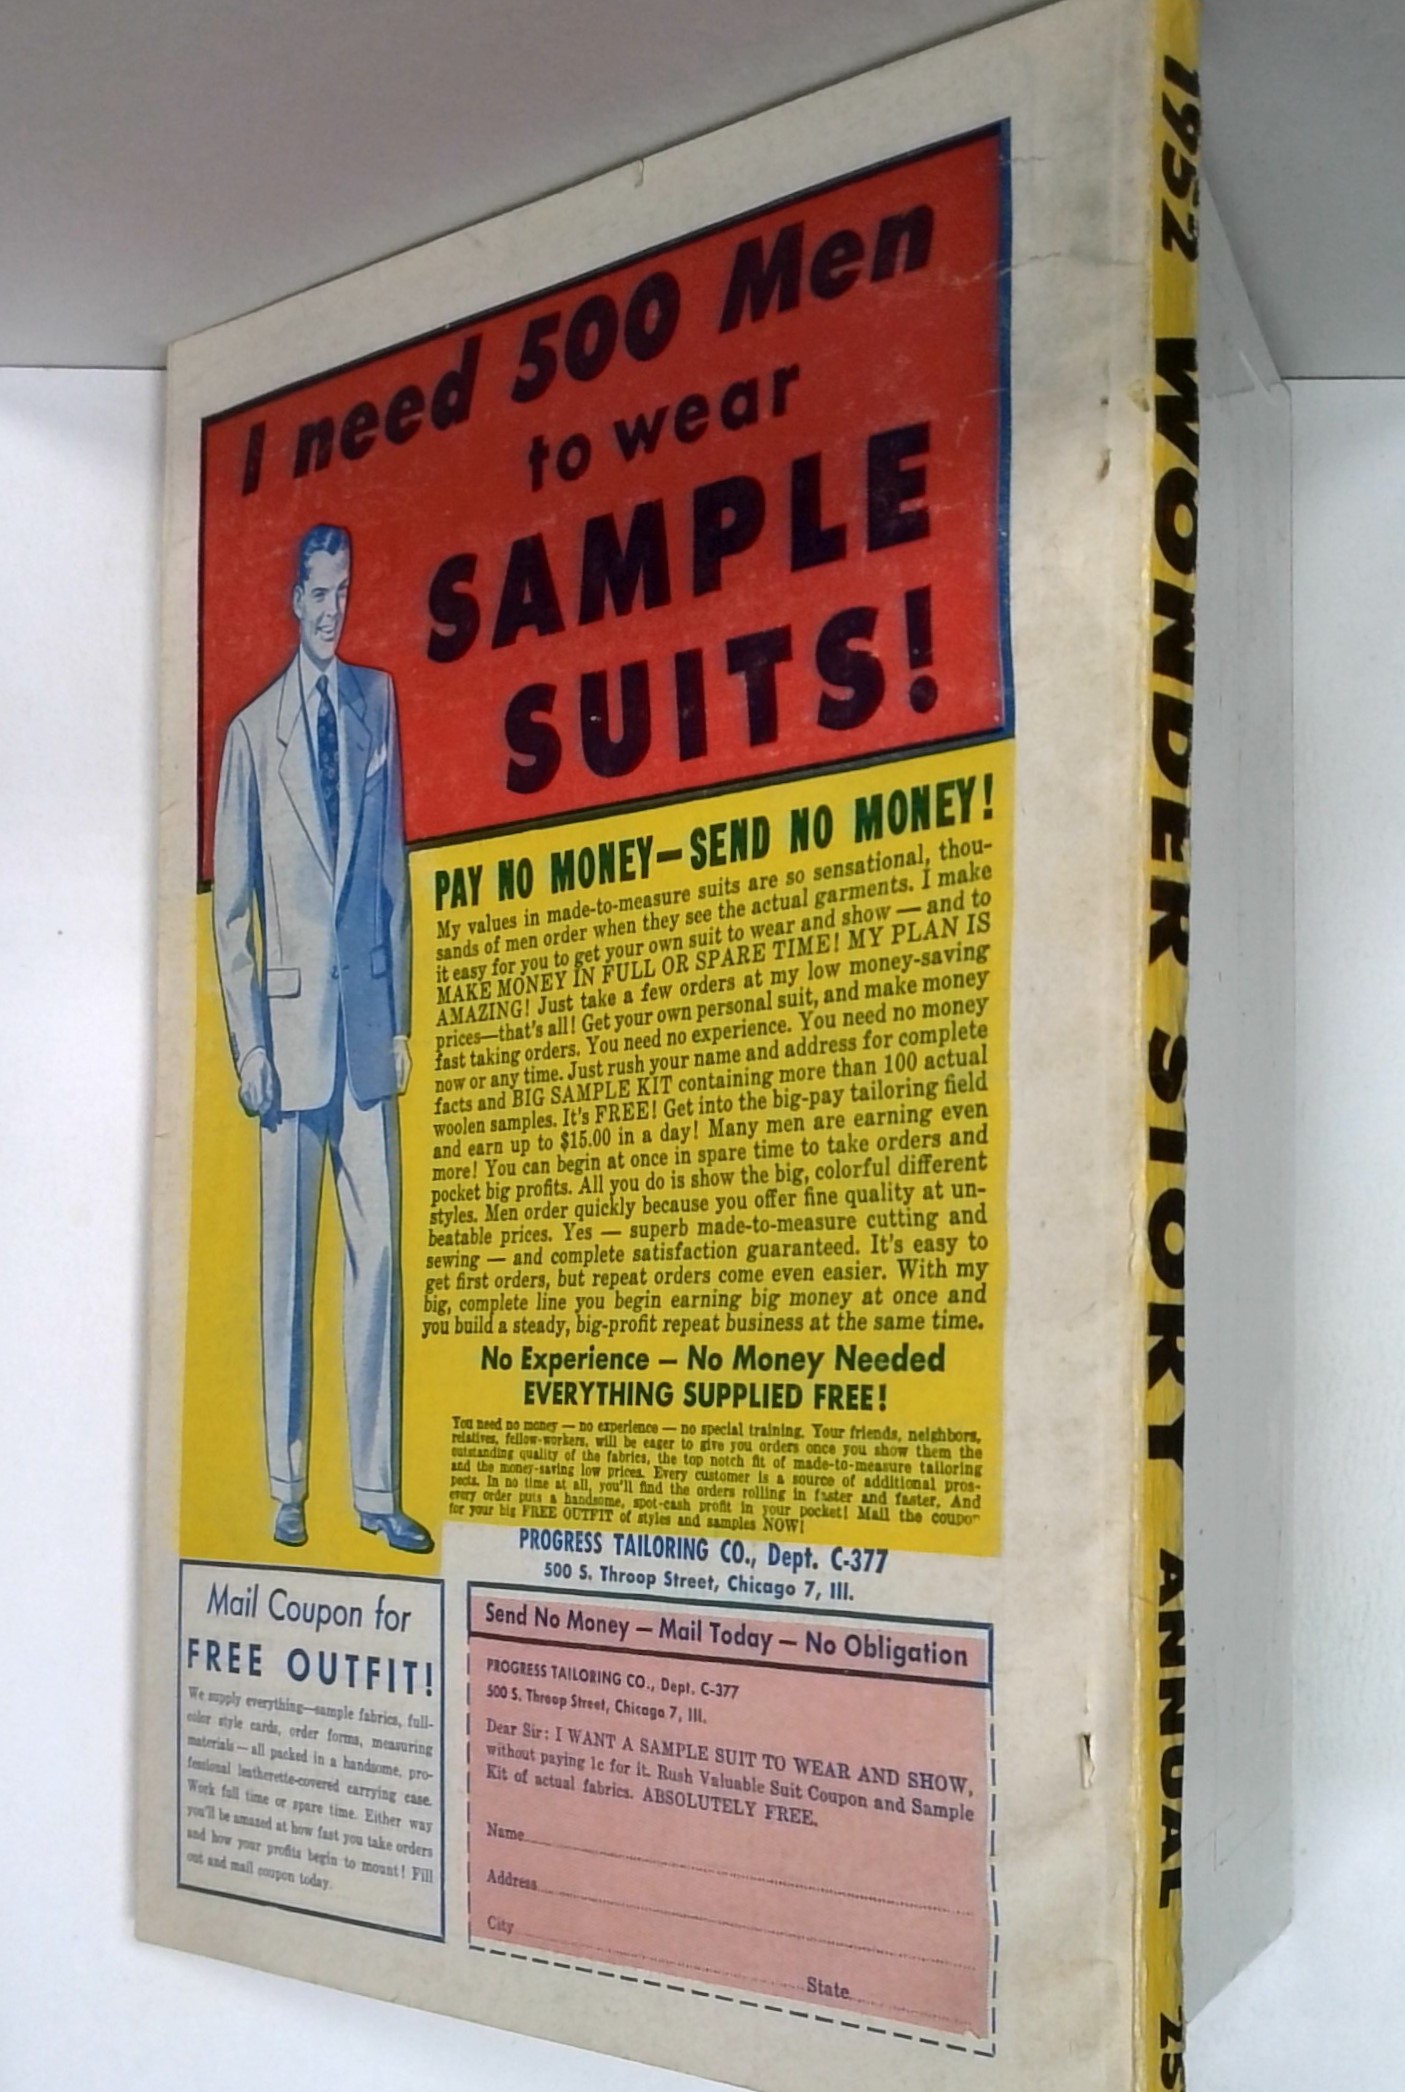 I need 500 Men
to wear
SAMPLE
SUITS!
PAY NO MONEY—SEND NO MONEY!
My values in made-to-measure suits are so sensational, thou-
sands of men order when they see the actual garments. I make
it easy for you to get your own suit to wear and show — and to
MAKE MONEY IN FULL OR SPARE TIME! MY PLAN IS
AMAZING! Just take a few orders at my low money-saving
prices—that's all! Get your own personal suit, and make money
fast taking orders. You need no experience. You need no money
now or any time. Just rush your name and address for complete
facts and BIG SAMPLE KIT containing more than 100 actual
woolen samples. It's FREE! Get into the big-pay tailoring field
and earn up to $15.00 in a day! Many men are earning even
more! You can begin at once in spare time to take orders and
pocket big profits. All you do is show the big, colorful different
styles. Men order quickly because you offer fine quality at un-
beatable prices. Yes — superb made-to-measure cutting and
sewing — and complete satisfaction guaranteed. It's easy to
get first orders, but repeat orders come even easier. With my
big, complete line you begin earning big money at once and
you build a steady, big-profit repeat business at the same time.
No Experience — No Money Needed
EVERYTHING SUPPLIED FREE!
You need no money — no experience — no special training. Your friends, neighbors,
relatives, fellow-workers, will be eager to give you orders once you show them the
outstanding quality of the fabrics, the top notch fit of made-to-measure tailoring
and the money-saving low prices. Every customer is a source of additional pros-
pects. In no time at all, you'll find the orders rolling in faster and faster. And
every order puts a handsome, spot-cash profit in your pocket! Mail the coupon
for your big FREE OUTFIT of styles and samples NOW!
PROGRESS TAILORING CO., Dept. C-377
500 S. Throop Street, Chicago 7, Ill.
Mail Coupon for
FREE OUTFIT!
We supply everything—sample fabrics, full-
color style cards, order forms, measuring
materials — all packed in a handsome, pro-
fessional leatherette-covered carrying case.
Work full time or spare time. Either way
you'll be amazed at how fast you take orders
and how your profits begin to mount! Fill
out and mail coupon today.
Send No Money — Mail Today — No Obligation
PROGRESS TAILORING CO., Dept. C-377
500 S. Throop Street, Chicago 7, Ill.
Dear Sir: I WANT A SAMPLE SUIT TO WEAR AND SHOW,
without paying 1c for it. Rush Valuable Suit Coupon and Sample
Kit of actual fabrics. ABSOLUTELY FREE.
Name
Address
City State
1952 WONDER STORY ANNUAL 25